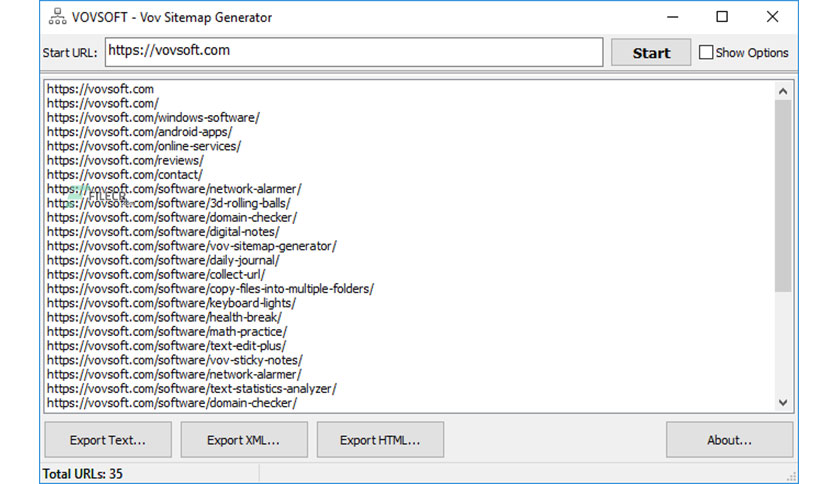 VOVSOFT - Vov Sitemap Generator
Start URL: https://vovsoft.com Start Show Options
https://vovsoft.com
https://vovsoft.com/
https://vovsoft.com/windows-software/
https://vovsoft.com/android-apps/
https://vovsoft.com/online-services/
https://vovsoft.com/reviews/
https://vovsoft.com/contact/
https://vovsoft.com/software/network-alarmer/
FILECR
https://vovsoft.com/software/3d-rolling-balls/
https://vovsoft.com/software/domain-checker/
https://vovsoft.com/software/digital-notes/
https://vovsoft.com/software/vov-sitemap-generator/
https://vovsoft.com/software/daily-journal/
https://vovsoft.com/software/collect-url/
https://vovsoft.com/software/copy-files-into-multiple-folders/
https://vovsoft.com/software/keyboard-lights/
https://vovsoft.com/software/health-break/
https://vovsoft.com/software/math-practice/
https://vovsoft.com/software/text-edit-plus/
https://vovsoft.com/software/vov-sticky-notes/
https://vovsoft.com/software/network-alarmer/
https://vovsoft.com/software/text-statistics-analyzer/
https://vovsoft.com/software/domain-checker/
Export Text... Export XML... Export HTML... About...
Total URLs: 35